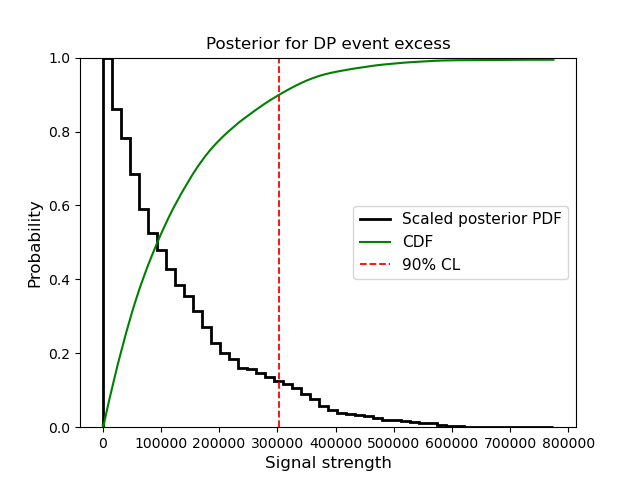 Posterior for DP event excess
Probability
1.0
0.8
0.6
0.4
0.2
0.0
Scaled posterior PDF
CDF
90% CL
0 100000 200000 300000 400000 500000 600000 700000 800000
Signal strength